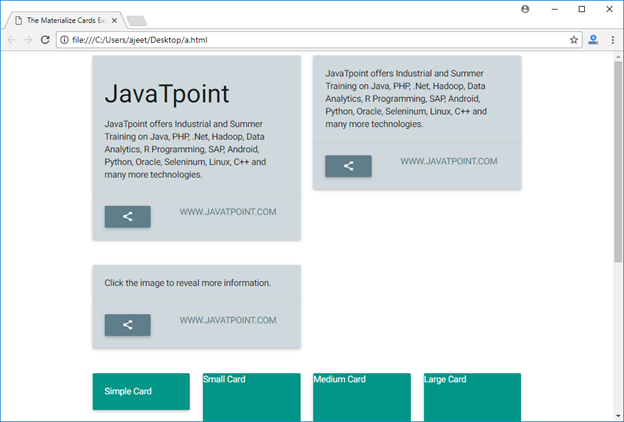 The Materialize Cards Ex
file:///C:/Users/ajeet/Desktop/a.html
JavaTpoint
JavaTpoint offers Industrial and Summer
Training on Java, PHP, .Net, Hadoop, Data
Analytics, R Programming, SAP, Android,
Python, Oracle, Seleninum, Linux, C++ and
many more technologies.
WWW.JAVATPOINT.COM
JavaTpoint offers Industrial and Summer
Training on Java, PHP, .Net, Hadoop, Data
Analytics, R Programming, SAP, Android,
Python, Oracle, Seleninum, Linux, C++ and
many more technologies.
WWW.JAVATPOINT.COM
Click the image to reveal more information.
WWW.JAVATPOINT.COM
Simple Card
Small Card
Medium Card
Large Card